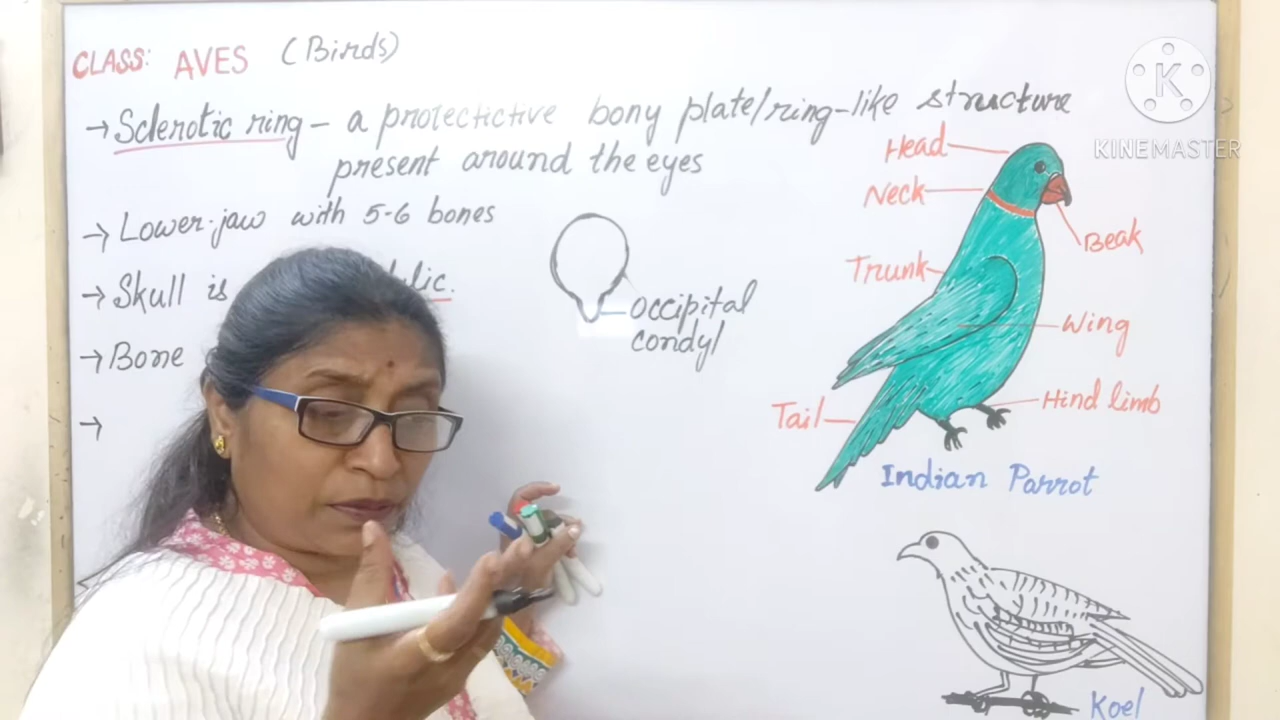 CLASS: AVES (Birds)
→ Sclerotic ring – a protectictive bony plate/ring-like structure
present around the eyes
→ Lower-jaw with 5-6 bones
→ Skull is
→ Bone
→
occipital
condyl
Head
Neck
Beak
Trunk
Wing
Hind limb
Tail
Indian Parrot
Koel
K
KINEMASTER